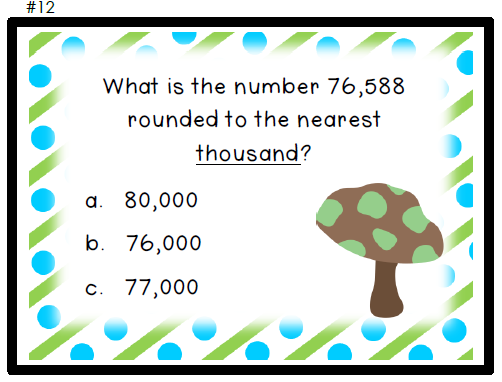 #12
What is the number 76,588
rounded to the nearest
thousand?
a. 80,000
b. 76,000
c. 77,000